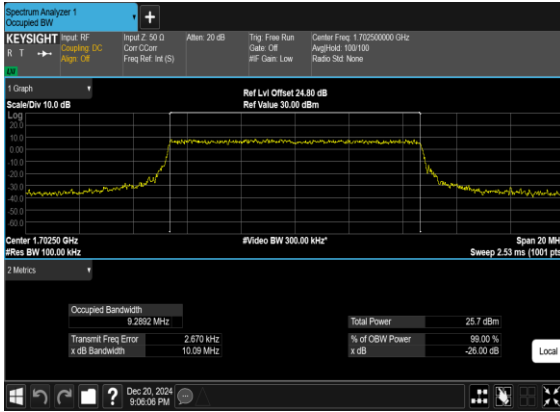 Spectrum Analyzer 1
Occupied BW
+
KEYSIGHT
R T
Input: RF
Coupling: DC
Align: Off
Input Z: 50 Ω
Corr CCorr
Freq Ref: Int (S)
Atten: 20 dB
Trig: Free Run
Gate: Off
#IF Gain: Low
Center Freq: 1.702500000 GHz
Avg|Hold: 100/100
Radio Std: None
1 Graph
Scale/Div 10.0 dB
Ref Lvl Offset 24.80 dB
Ref Value 30.00 dBm
Log
20.0
10.0
0.00
-10.0
-20.0
-30.0
-40.0
-50.0
-60.0
Center 1.70250 GHz
#Res BW 100.00 kHz
#Video BW 300.00 kHz*
Span 20 MH
Sweep 2.53 ms (1001 pts
2 Metrics
Occupied Bandwidth
9.2892 MHz
Transmit Freq Error 2.670 kHz
x dB Bandwidth 10.09 MHz
Total Power 25.7 dBm
% of OBW Power 99.00 %
x dB -26.00 dB
Local
?
Dec 20, 2024
9:06:06 PM